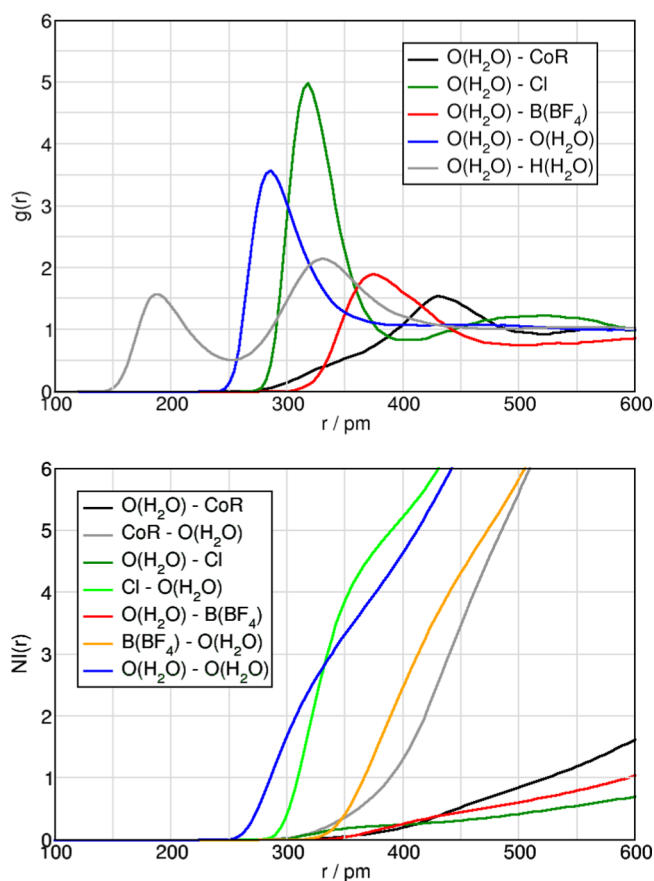 6
5
4
3
2
1
0
g(r)
O(H₂O) - CoR
O(H₂O) - Cl
O(H₂O) - B(BF₄)
O(H₂O) - O(H₂O)
O(H₂O) - H(H₂O)
100 200 300 400 500 600
r / pm
6
5
4
3
2
1
0
NI(r)
O(H₂O) - CoR
CoR - O(H₂O)
O(H₂O) - Cl
Cl - O(H₂O)
O(H₂O) - B(BF₄)
B(BF₄) - O(H₂O)
O(H₂O) - O(H₂O)
100 200 300 400 500 600
r / pm